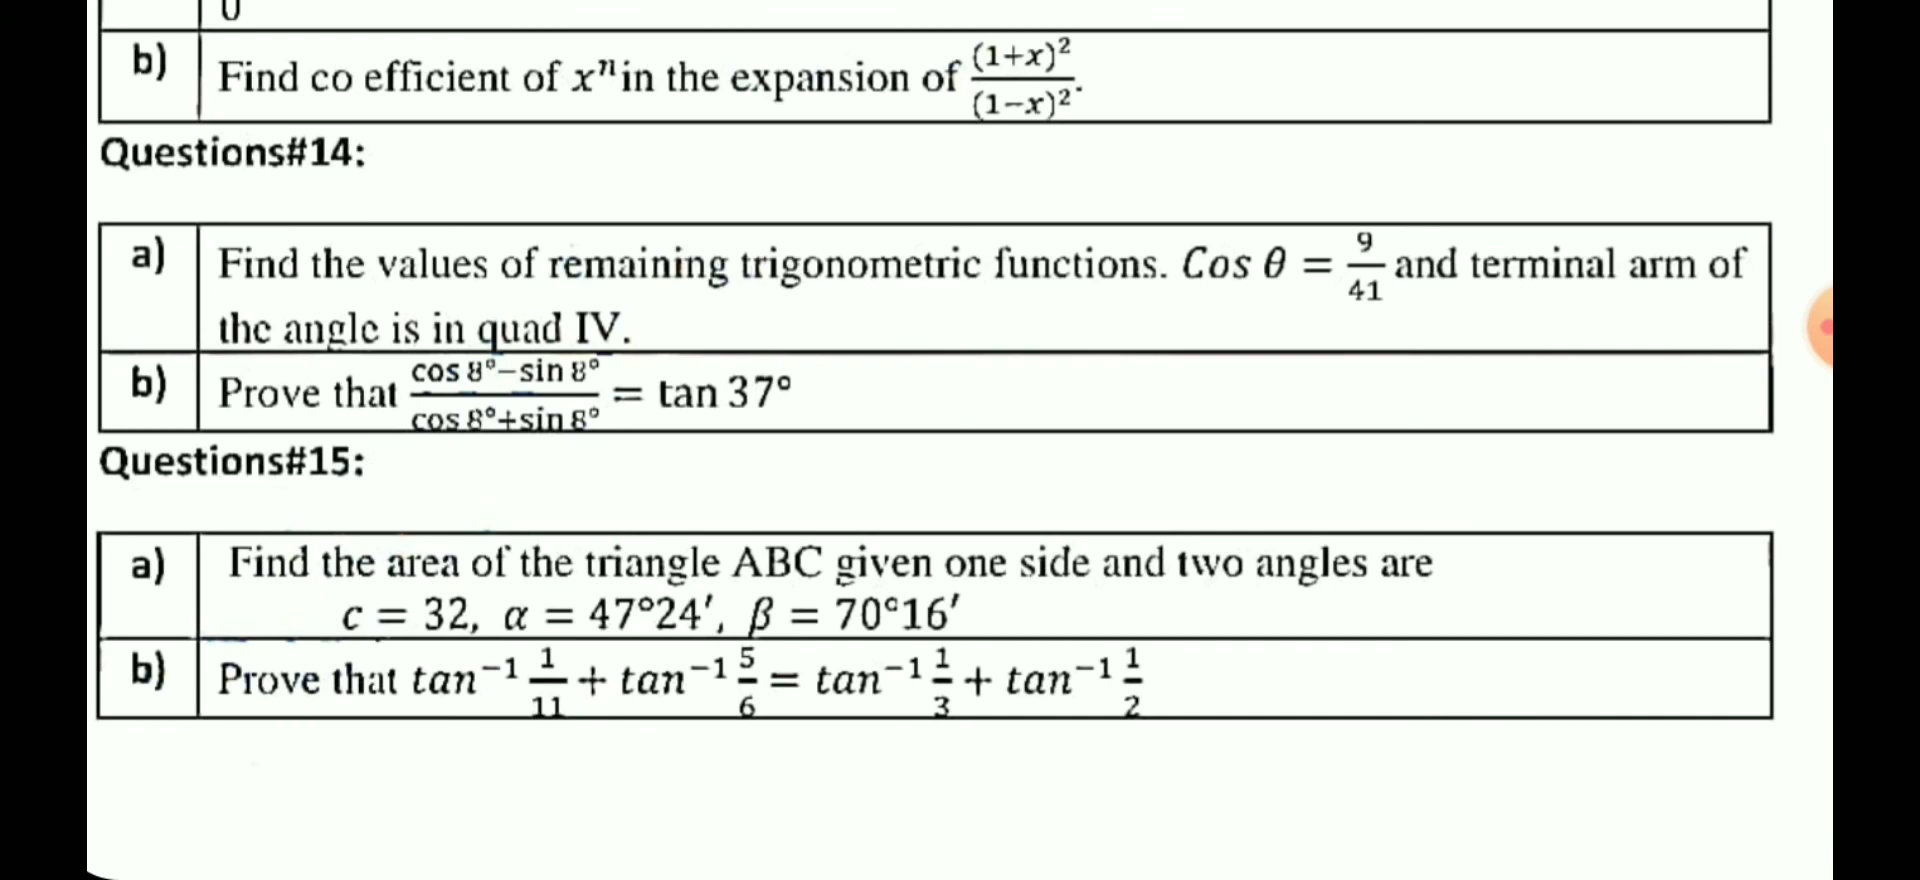 b) Find co efficient of xⁿ in the expansion of (1+x)²/(1−x)².
Questions#14:
a) Find the values of remaining trigonometric functions. Cos θ = 9/41 and terminal arm of
the angle is in quad IV.
b) Prove that (cos 8°−sin 8°)/(cos 8°+sin 8°) = tan 37°
Questions#15:
a) Find the area of the triangle ABC given one side and two angles are
c = 32, α = 47°24′, β = 70°16′
b) Prove that tan⁻¹ 1/11 + tan⁻¹ 5/6 = tan⁻¹ 1/3 + tan⁻¹ 1/2